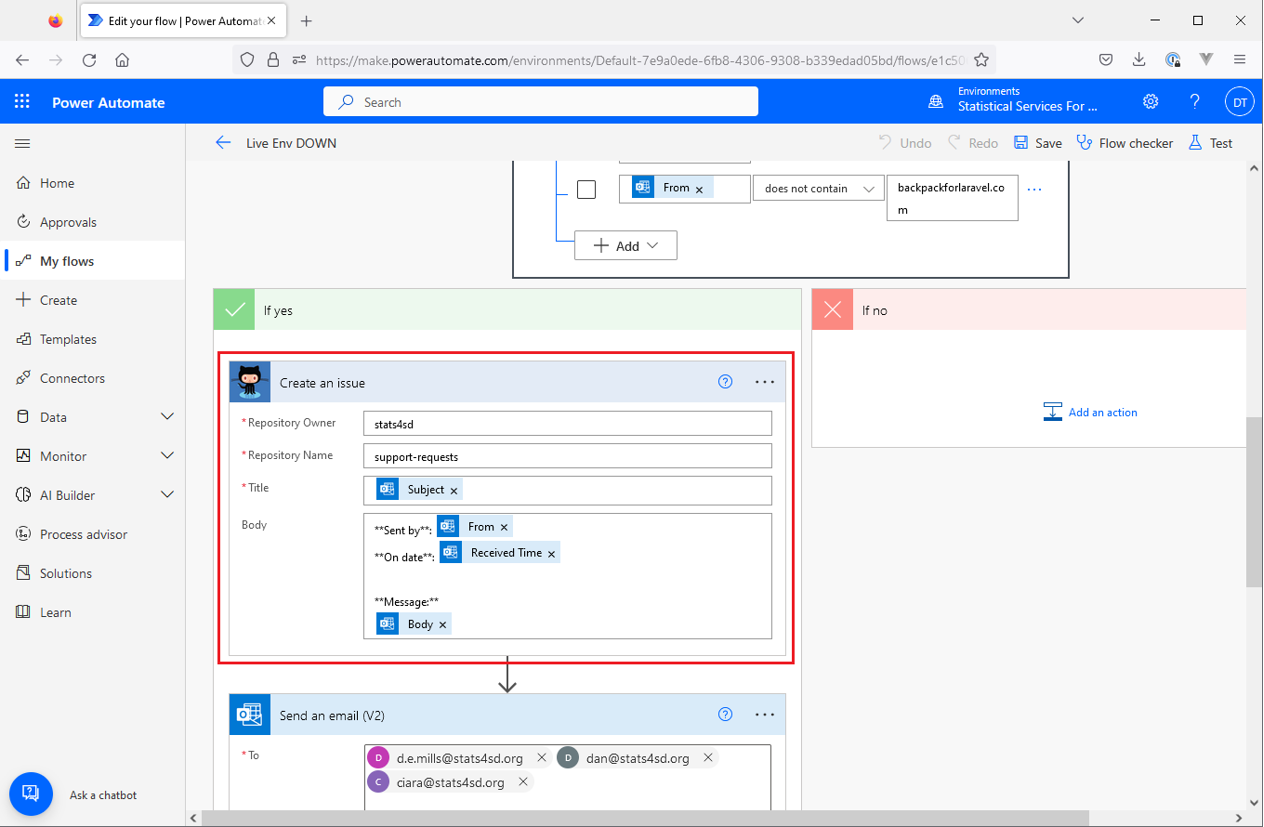 Edit your flow | Power Automat
https://make.powerautomate.com/environments/Default-7e9a0ede-6fb8-4306-9308-b339edad05bd/flows/e1c50
Power Automate
Search
Environments
Statistical Services For ...
DT
Live Env DOWN
Undo
Redo
Save
Flow checker
Test
Home
Approvals
My flows
Create
Templates
Connectors
Data
Monitor
AI Builder
Process advisor
Solutions
Learn
Ask a chatbot
From
does not contain
backpackforlaravel.co
m
Add
If yes
If no
Add an action
Create an issue
* Repository Owner
stats4sd
* Repository Name
support-requests
* Title
Subject
Body
**Sent by**: From
**On date**: Received Time
**Message:**
Body
Send an email (V2)
* To
D d.e.mills@stats4sd.org
D dan@stats4sd.org
C ciara@stats4sd.org